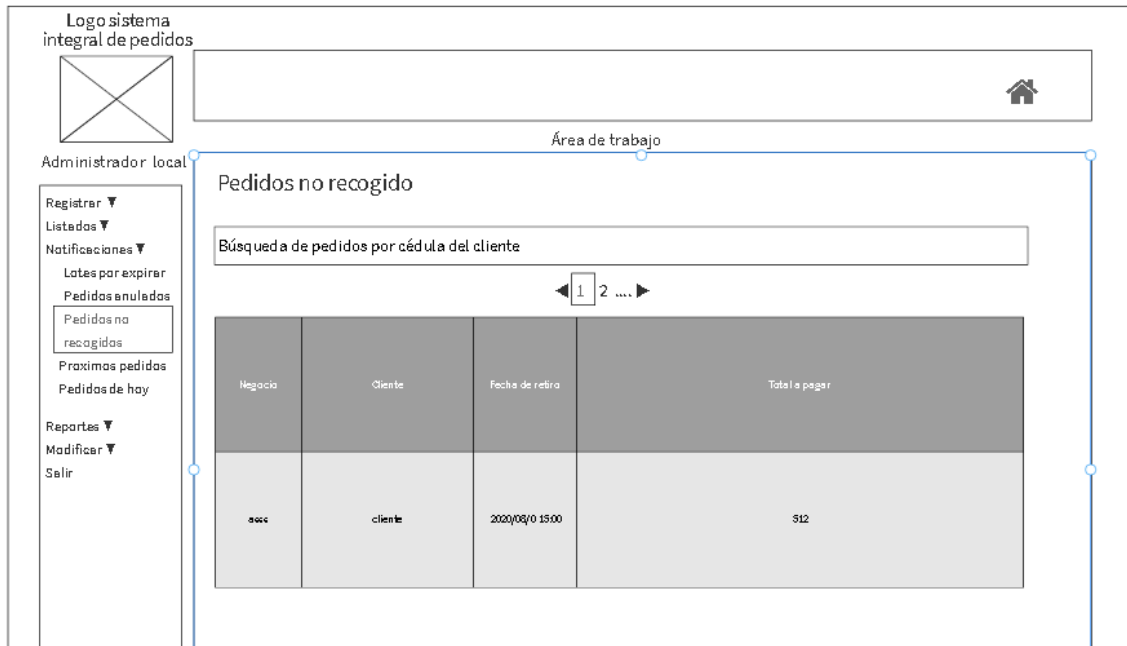 Logo sistema
integral de pedidos
Área de trabajo
Administrador local
Registrar ▼
Listados ▼
Notificaciones ▼
Lotes por expirar
Pedidos anulados
Pedidos no
recogidos
Proximos pedidos
Pedidos de hoy
Reportes ▼
Modificar ▼
Salir
Pedidos no recogido
Búsqueda de pedidos por cédula del cliente
◀ 1 2 .... ▶
Negocio Cliente Fecha de retiro Total a pagar
cliente 2020/08/0 15:00